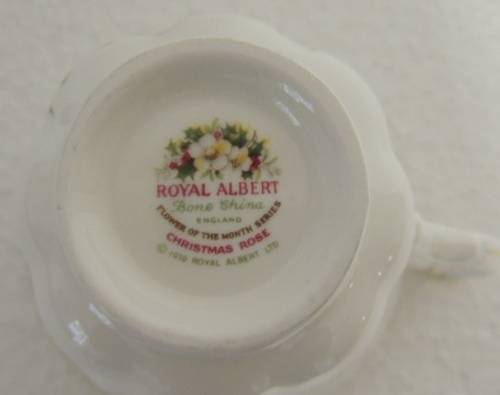 ROYAL ALBERT
Bone China
ENGLAND
FLOWER OF THE MONTH SERIES
CHRISTMAS ROSE
© 1970 ROYAL ALBERT LTD